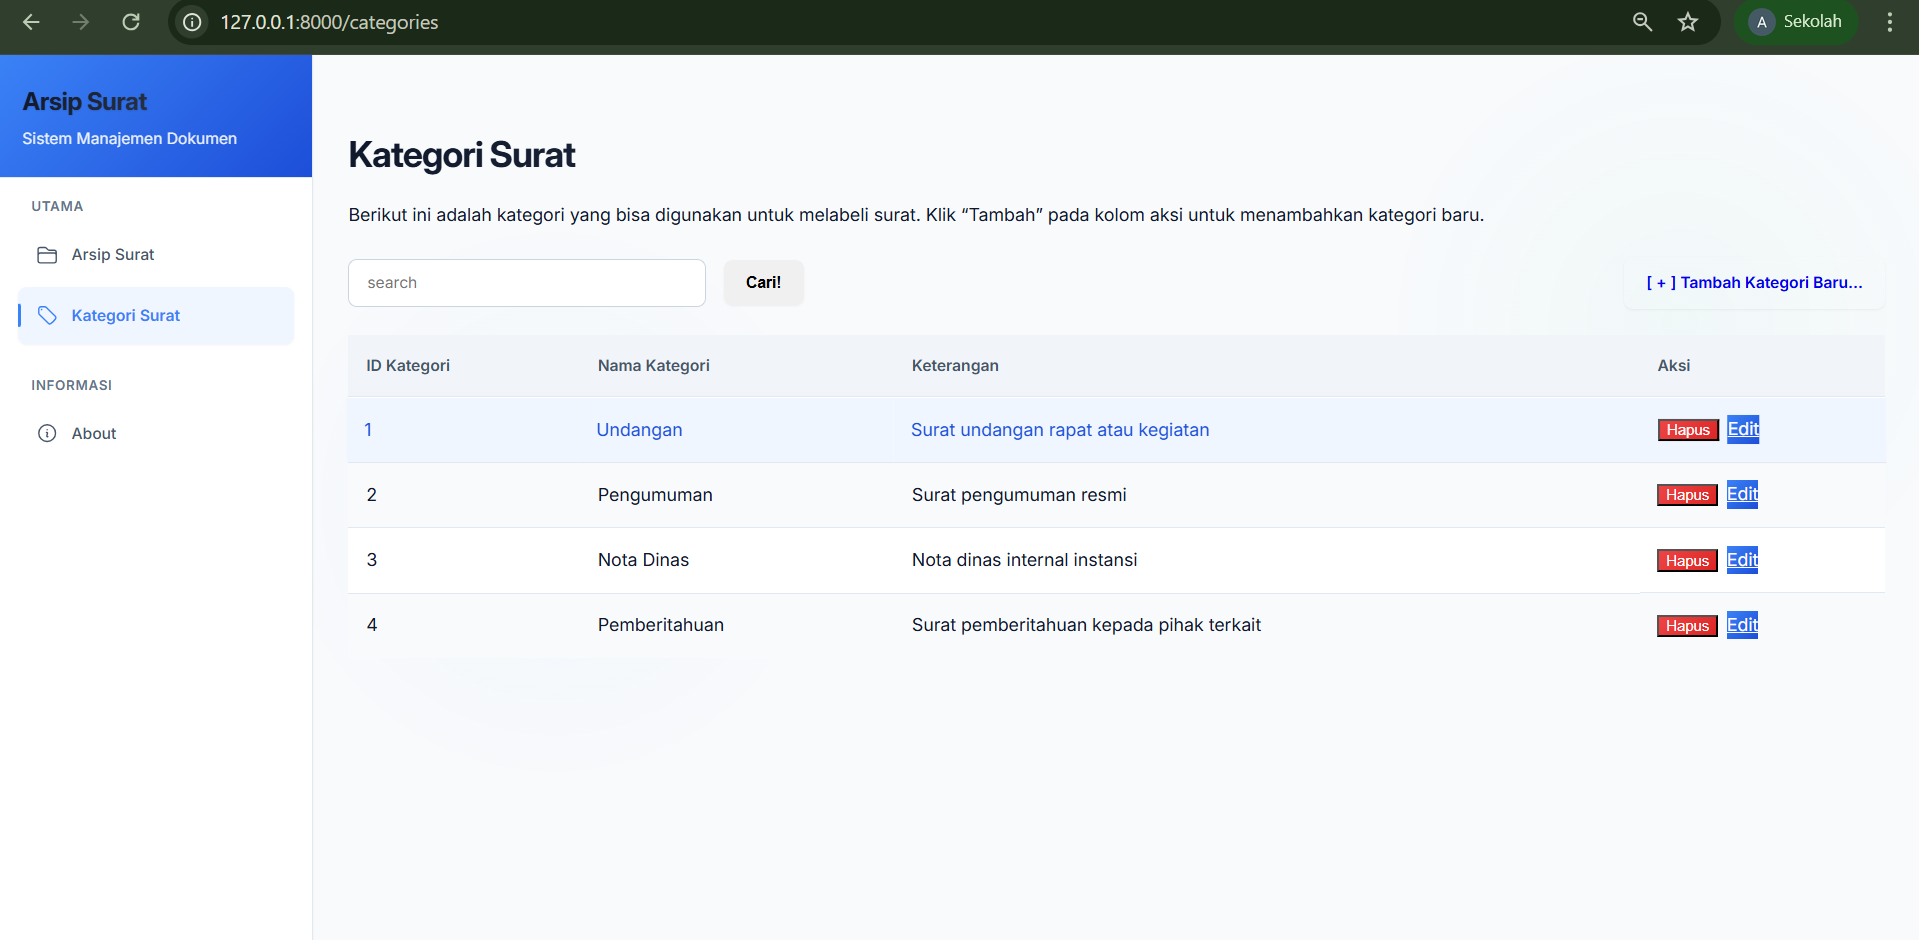 127.0.0.1:8000/categories
A Sekolah
Arsip Surat
Sistem Manajemen Dokumen
UTAMA
Arsip Surat
Kategori Surat
INFORMASI
About
Kategori Surat
Berikut ini adalah kategori yang bisa digunakan untuk melabeli surat. Klik “Tambah” pada kolom aksi untuk menambahkan kategori baru.
search Cari! [ + ] Tambah Kategori Baru...
ID Kategori Nama Kategori Keterangan Aksi
1 Undangan Surat undangan rapat atau kegiatan Hapus Edit
2 Pengumuman Surat pengumuman resmi Hapus Edit
3 Nota Dinas Nota dinas internal instansi Hapus Edit
4 Pemberitahuan Surat pemberitahuan kepada pihak terkait Hapus Edit